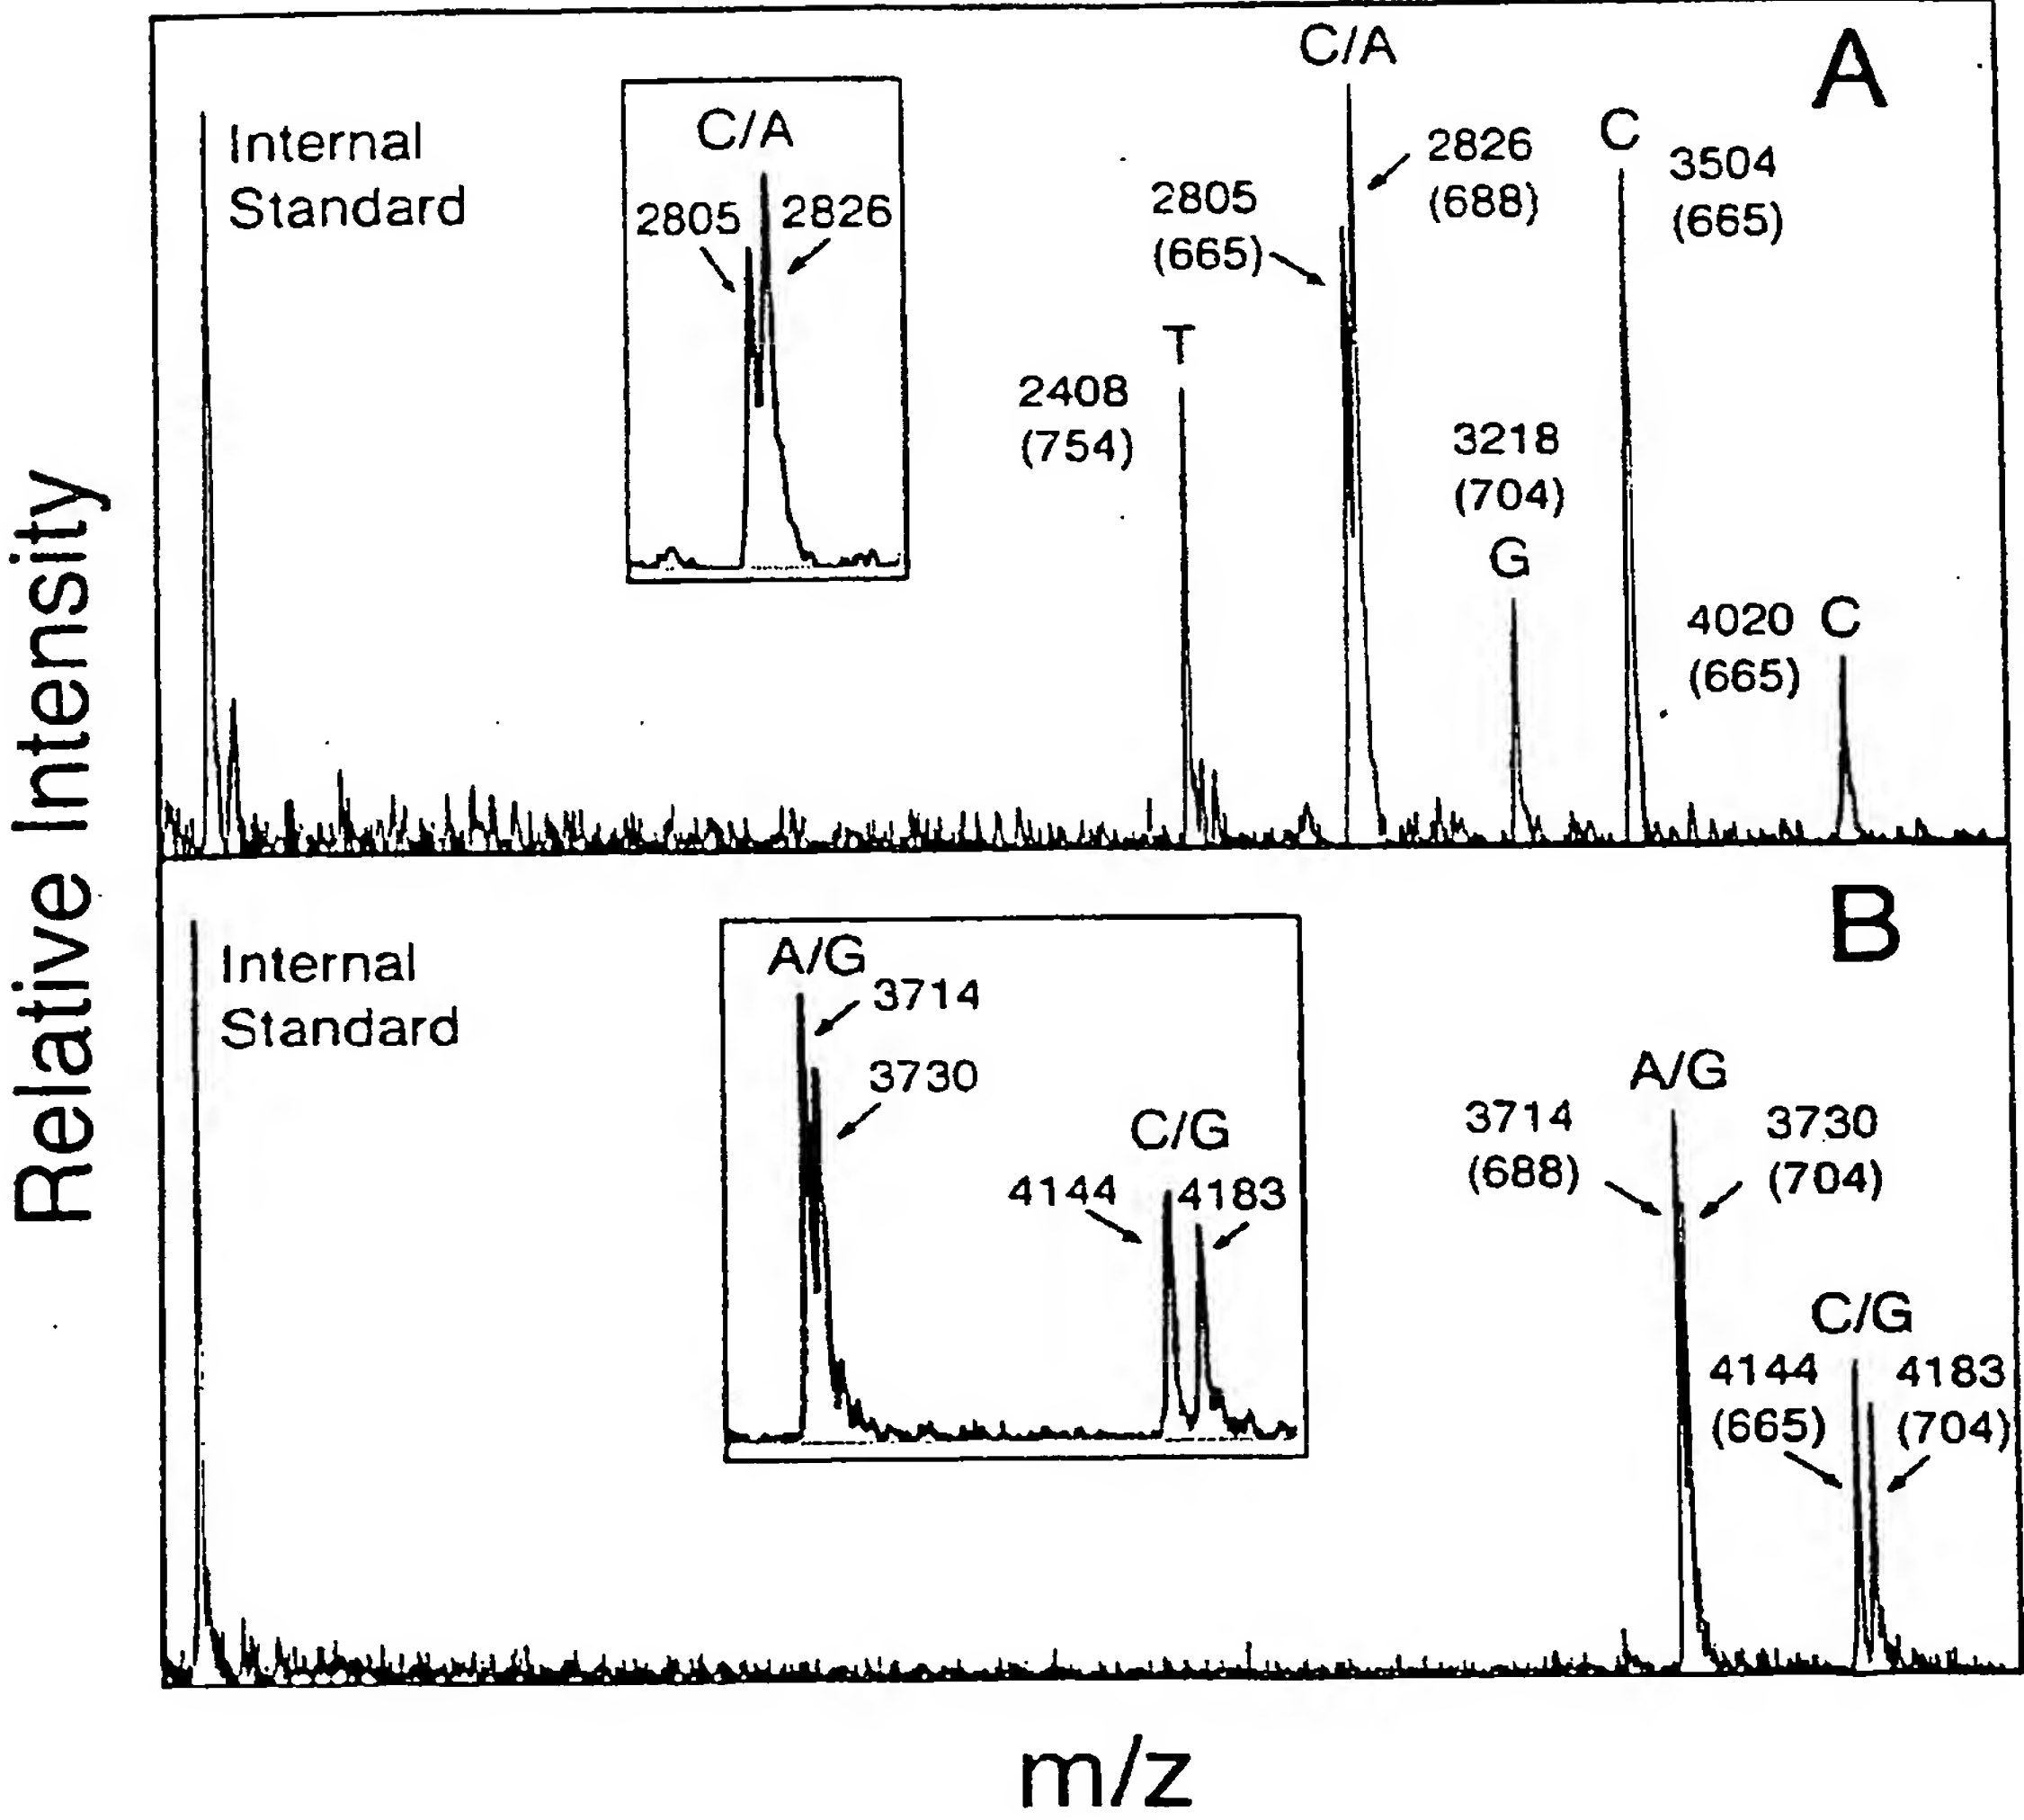 Relative Intensity
A
Internal
Standard
C/A
2805
2826
T
2408
(754)
C/A
2805
(665)
2826
(688)
3218
(704)
G
C
3504
(665)
4020
(665)
C
B
Internal
Standard
A/G
3714
3730
C/G
4144
4183
A/G
3714
(688)
3730
(704)
C/G
4144
(665)
4183
(704)
m/z